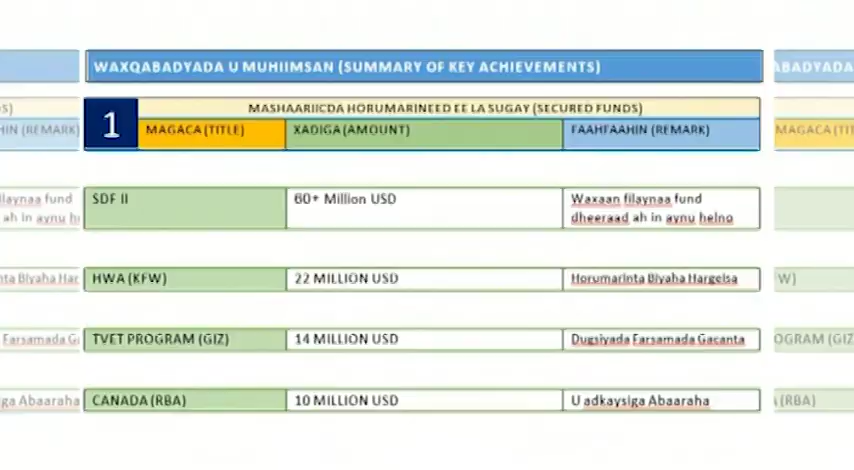 WAXQABADYADA U MUHIIMSAN (SUMMARY OF KEY ACHIEVEMENTS)
1
MASHAARIICDA HORUMARINEED EE LA SUGAY (SECURED FUNDS)
MAGACA (TITLE)
XADIGA (AMOUNT)
FAAHFAAHIN (REMARK)
SDF II
60+ Million USD
Waxaan filaynaa fund
dheeraad ah in aynu helno
HWA (KFW)
22 MILLION USD
Horumarinta Biyaha Hargeisa
TVET PROGRAM (GIZ)
14 MILLION USD
Dugsiyada Farsamada Gacanta
CANADA (RBA)
10 MILLION USD
U adkaysiga Abaaraha